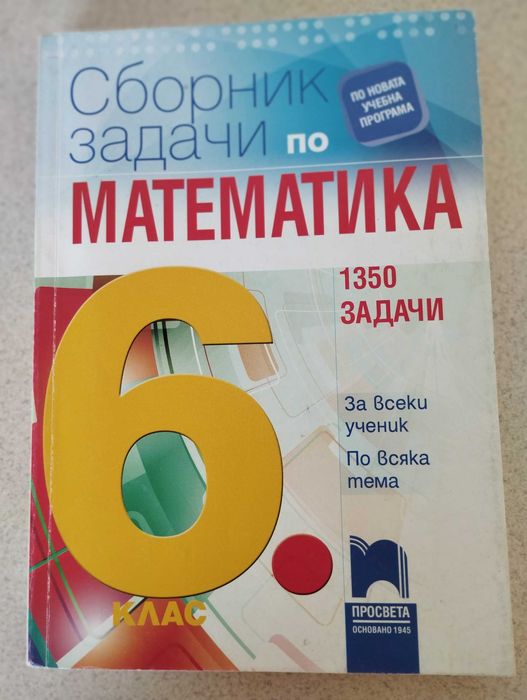 Сборник
задачи по
ПО НОВАТА
УЧЕБНА
ПРОГРАМА
МАТЕМАТИКА
1350
ЗАДАЧИ
6.
КЛАС
За всеки
ученик
По всяка
тема
ПРОСВЕТА
ОСНОВАНО 1945